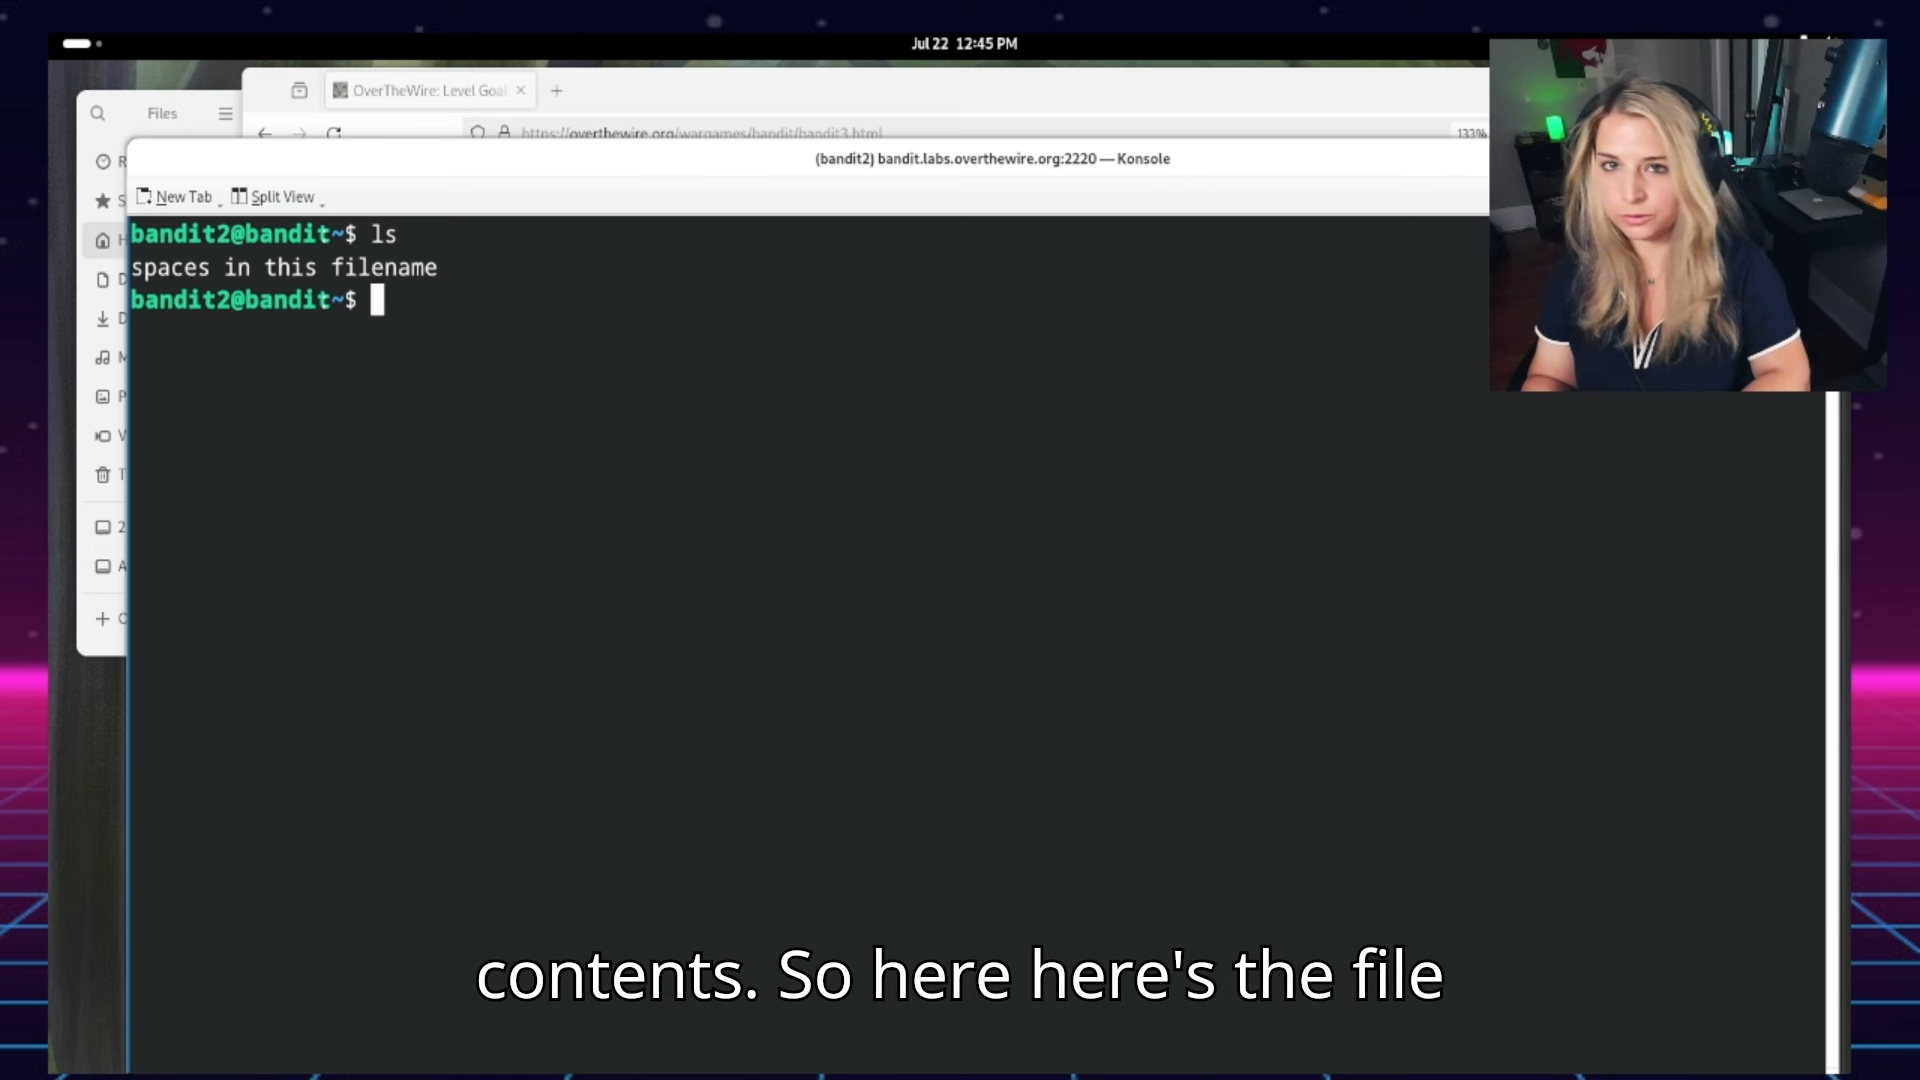 Jul 22 12:45 PM
OverTheWire: Level Goal
Files
https://overthewire.org/wargames/bandit/bandit3.html
133%
(bandit2) bandit.labs.overthewire.org:2220 — Konsole
New Tab Split View
bandit2@bandit:~$ ls
spaces in this filename
bandit2@bandit:~$
contents. So here here's the file